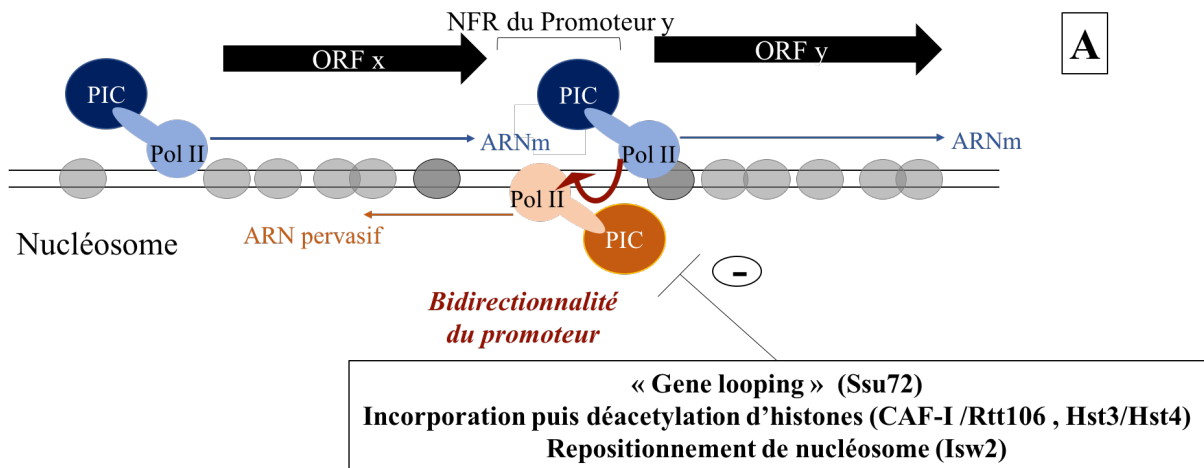 NFR du Promoteur y
A
ORF x
ORF y
PIC
PIC
Pol II
ARNm
Pol II
ARNm
Pol II
ARN pervasif
PIC
Nucléosome
-
Bidirectionnalité
du promoteur
« Gene looping » (Ssu72)
Incorporation puis déacetylation d’histones (CAF-I /Rtt106 , Hst3/Hst4)
Repositionnement de nucléosome (Isw2)